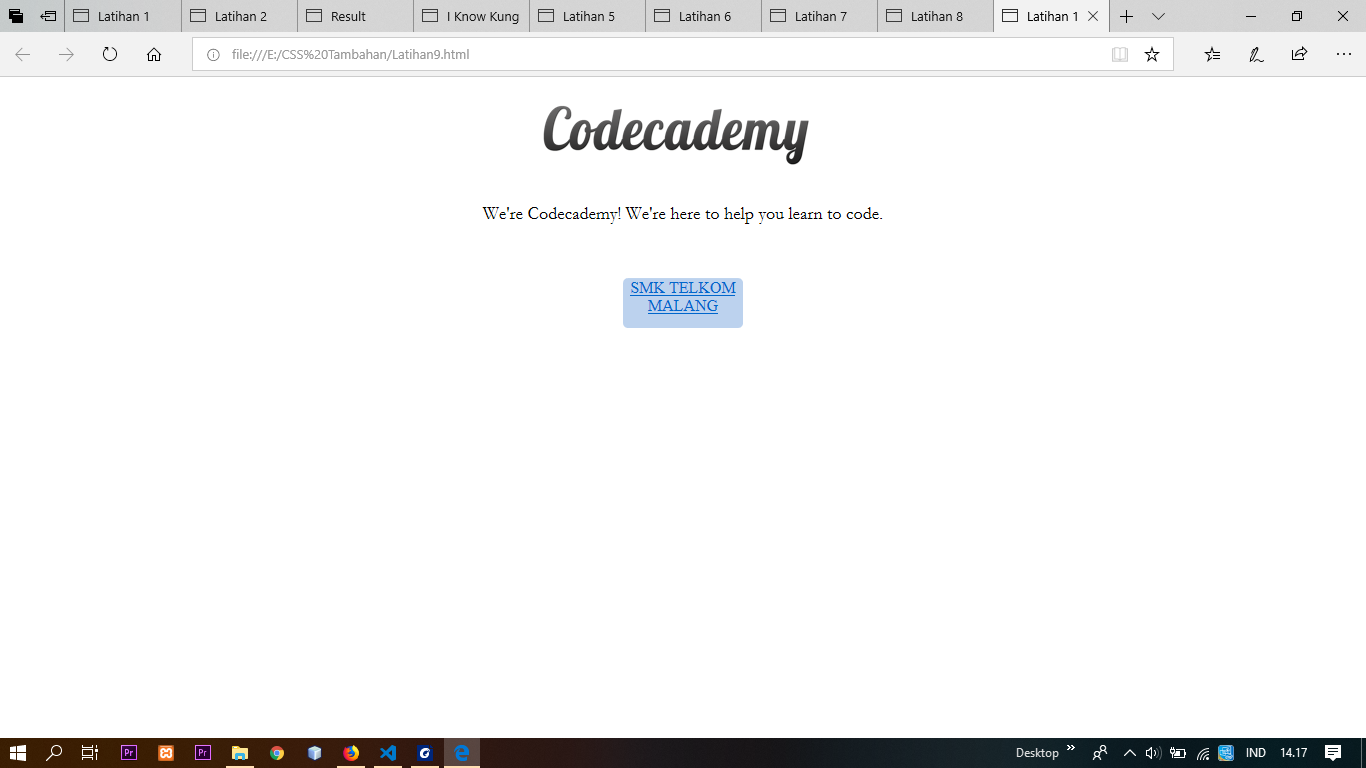 Latihan 1
Latihan 2
Result
I Know Kung
Latihan 5
Latihan 6
Latihan 7
Latihan 8
Latihan 1
file:///E:/CSS%20Tambahan/Latihan9.html
Codecademy
We're Codecademy! We're here to help you learn to code.
SMK TELKOM
MALANG
Pr
Pr
G
Desktop
IND
14.17